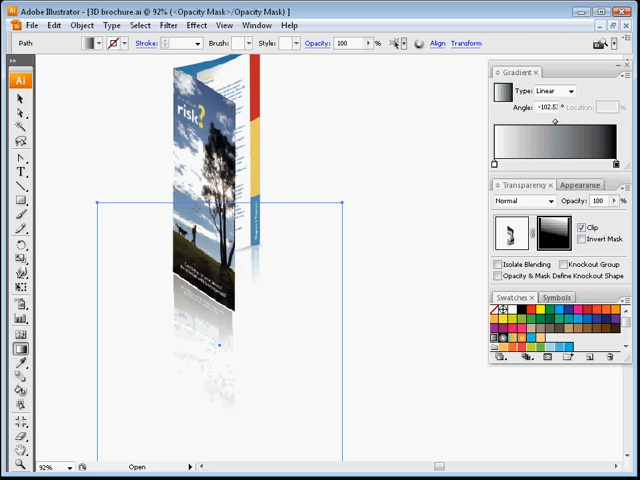 Adobe Illustrator - [3D brochure.ai @ 92% (<Opacity Mask>/Opacity Mask) ]
File Edit Object Type Select Filter Effect View Window Help
Path Stroke: Brush: Style: Opacity: 100 % Align Transform
Ai
Gradient
Type: Linear
Angle: -102.53 ° Location: %
Transparency Appearance
Normal Opacity: 100 %
Clip
Invert Mask
Isolate Blending Knockout Group
Opacity & Mask Define Knockout Shape
Swatches Symbols
risk?
92% Open